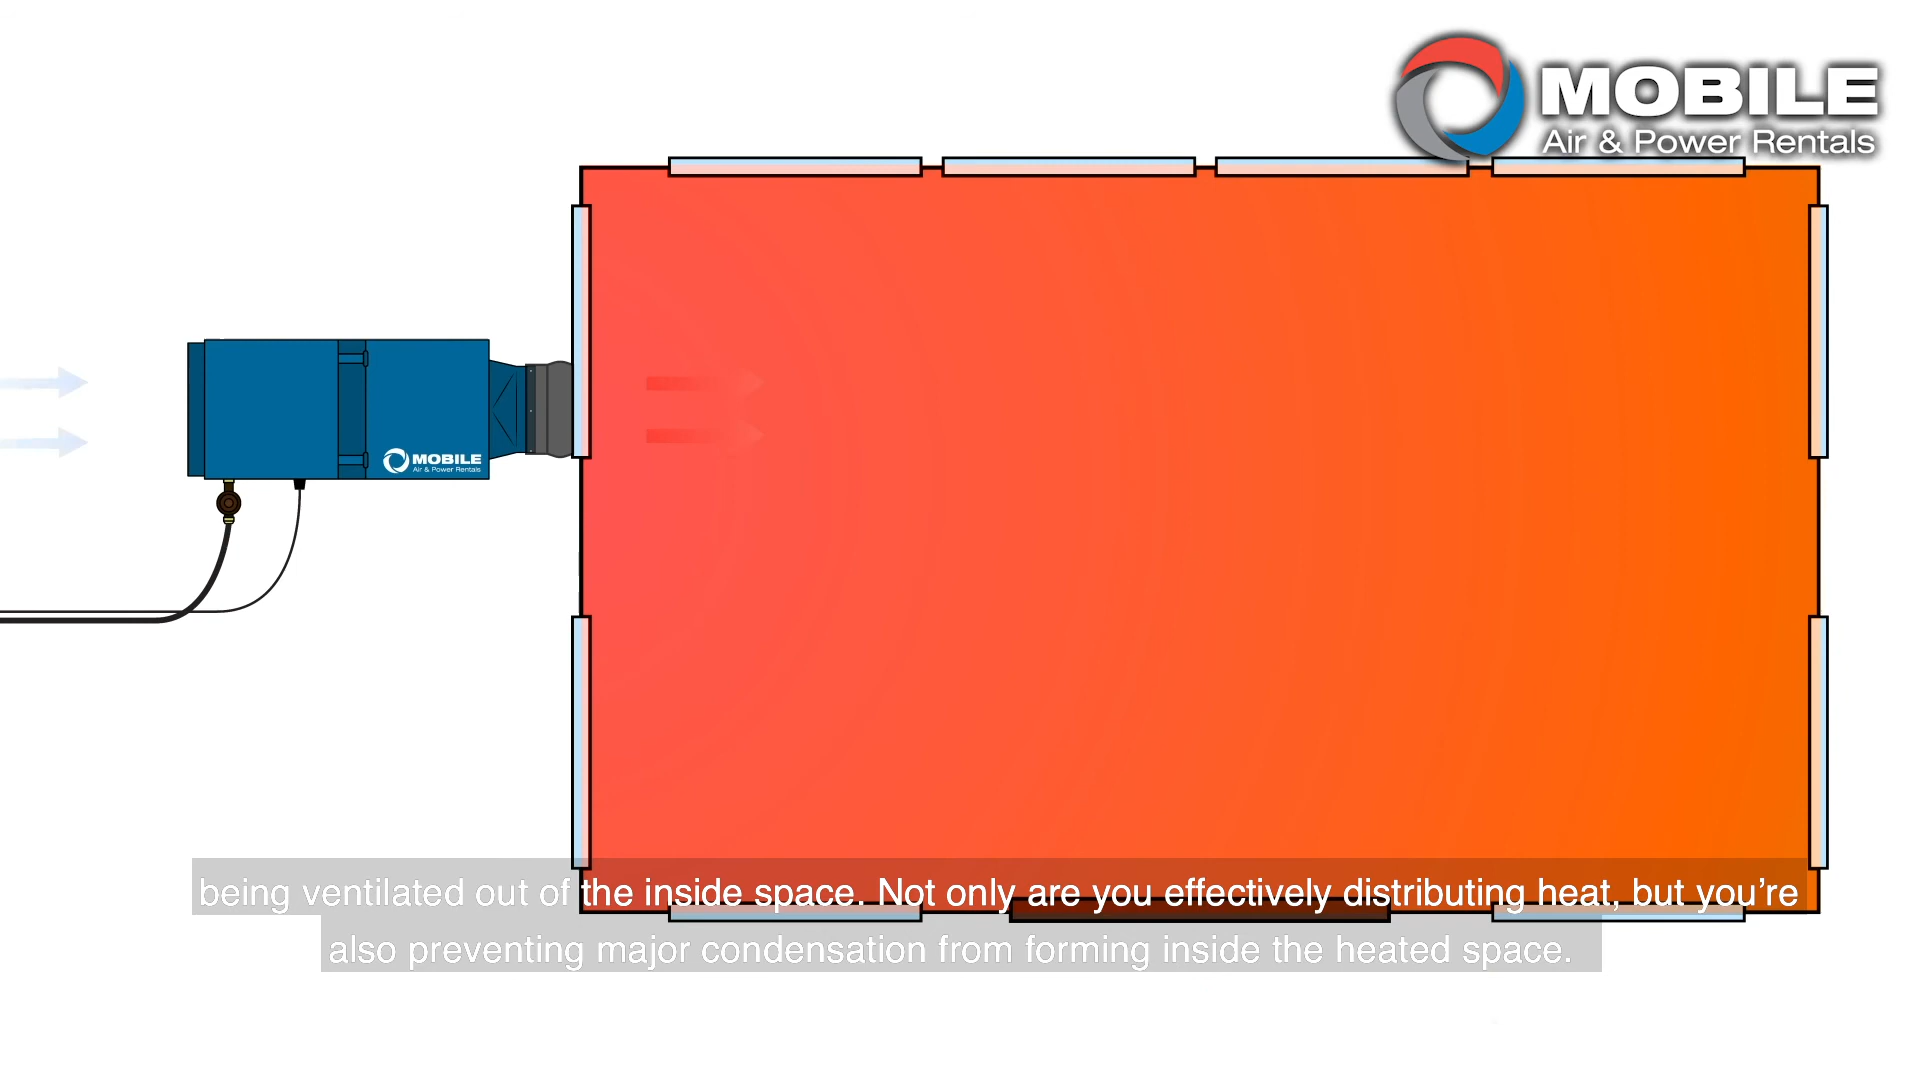 MOBILE
Air & Power Rentals
MOBILE
Air & Power Rentals
being ventilated out of the inside space. Not only are you effectively distributing heat, but you’re
also preventing major condensation from forming inside the heated space.